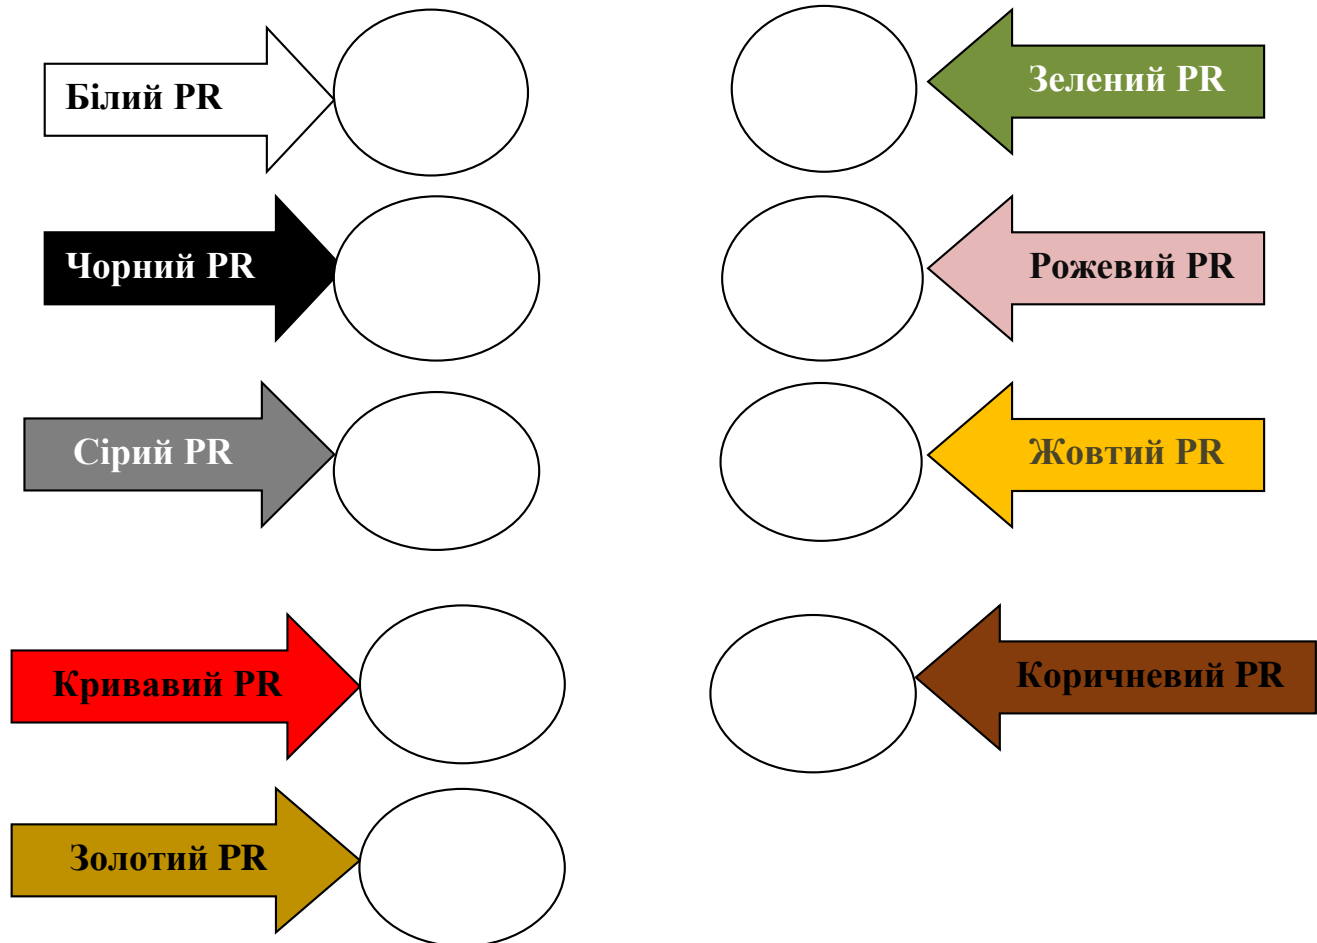 Білий PR
Зелений PR
Чорний PR
Рожевий PR
Сірий PR
Жовтий PR
Кривавий PR
Коричневий PR
Золотий PR